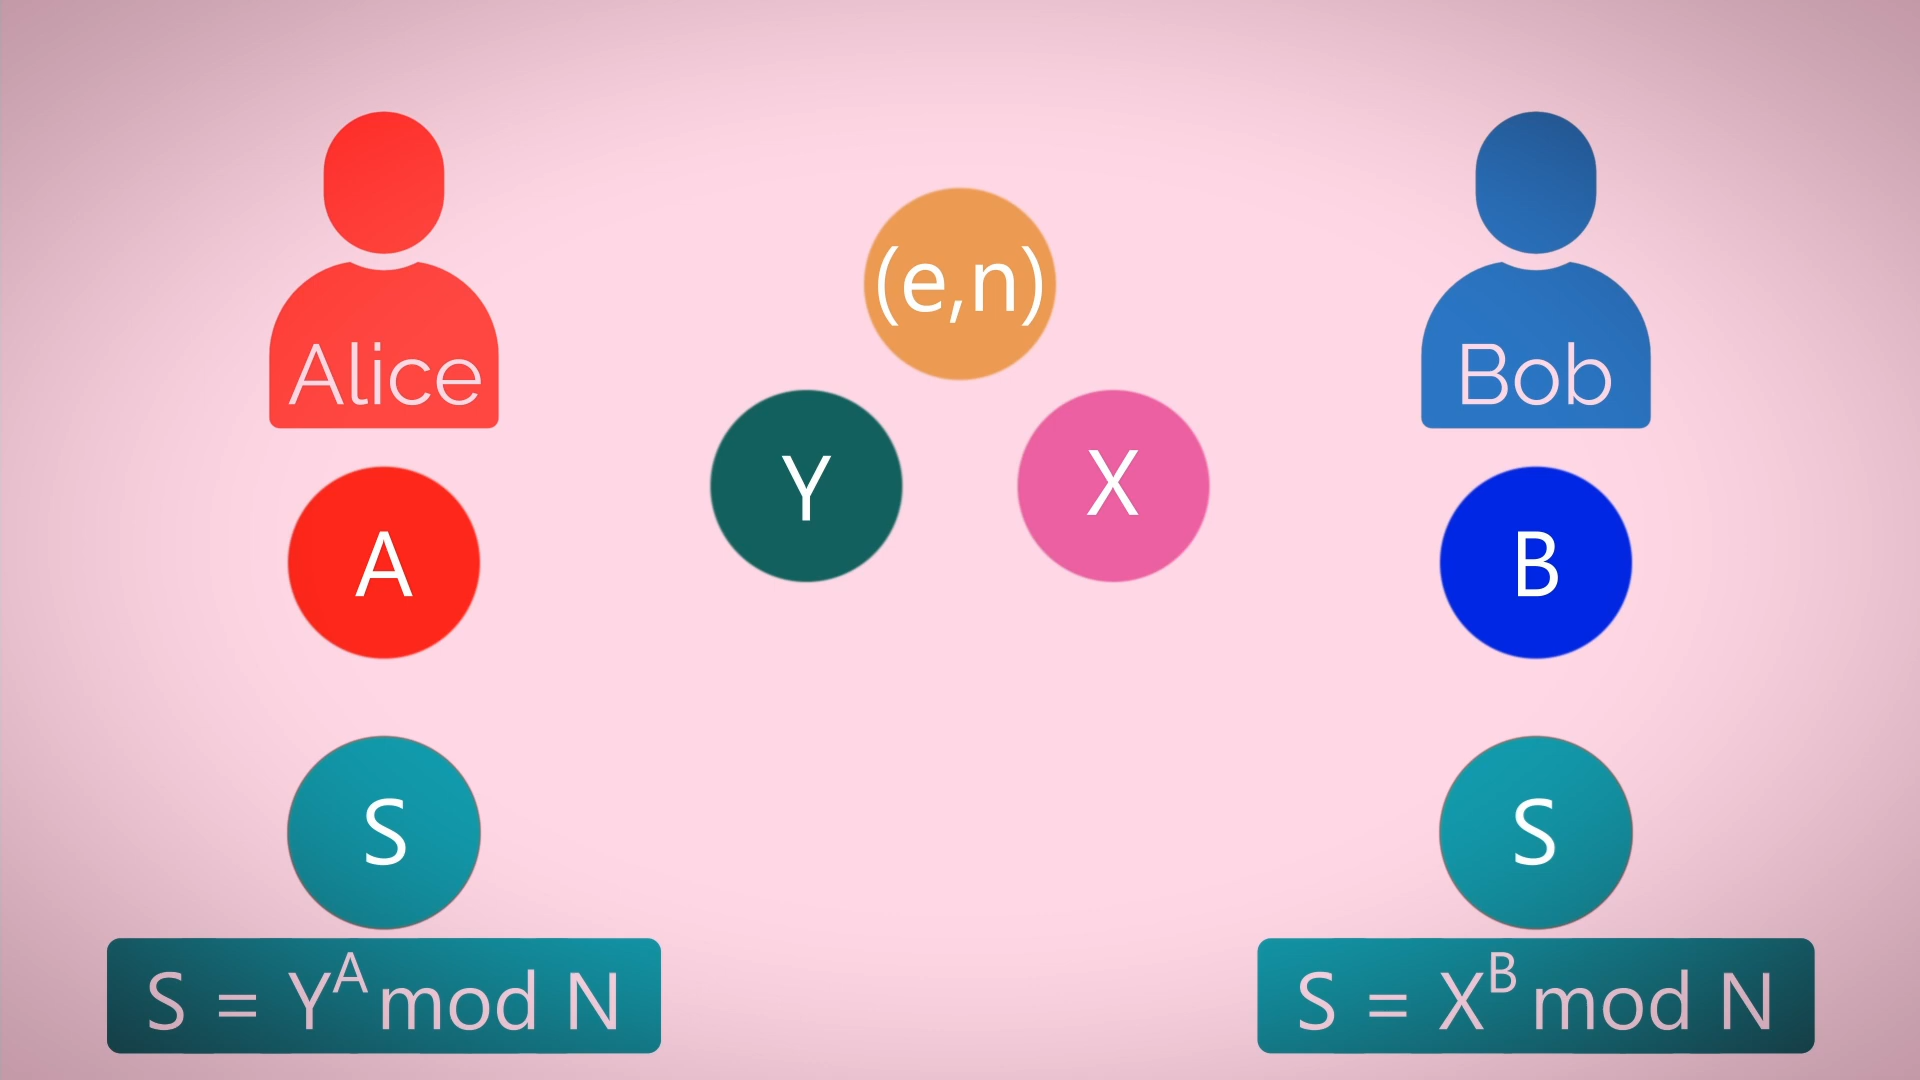 Alice
Bob
(e,n)
Y
X
A
B
S
S
S = Y^A mod N
S = X^B mod N